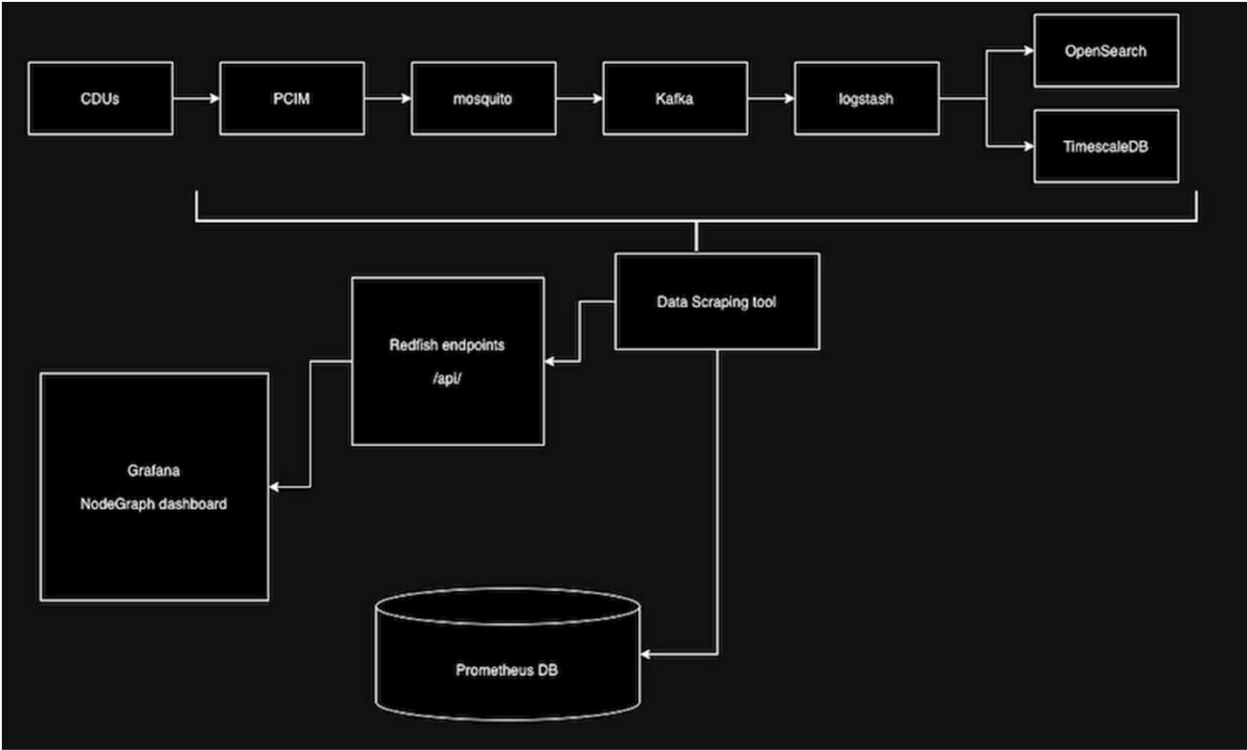 CDUs
PCIM
mosquito
Kafka
logstash
OpenSearch
TimescaleDB
Data Scraping tool
Redfish endpoints
/api/
Grafana
NodeGraph dashboard
Prometheus DB